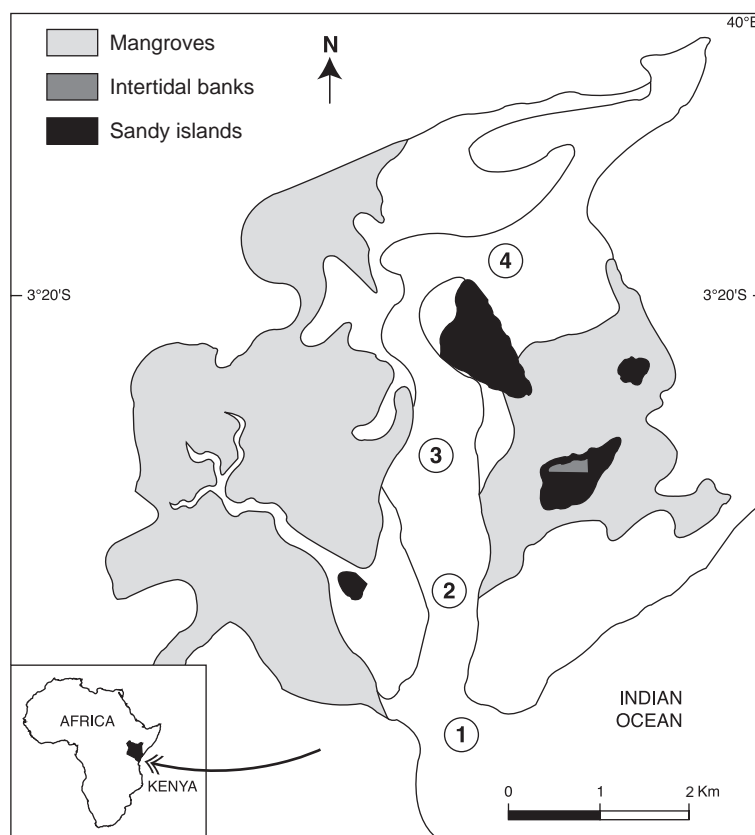 40°E
Mangroves
Intertidal banks
Sandy islands
N
4
3°20'S
3°20'S
3
2
INDIAN
OCEAN
1
AFRICA
KENYA
0 1 2 Km